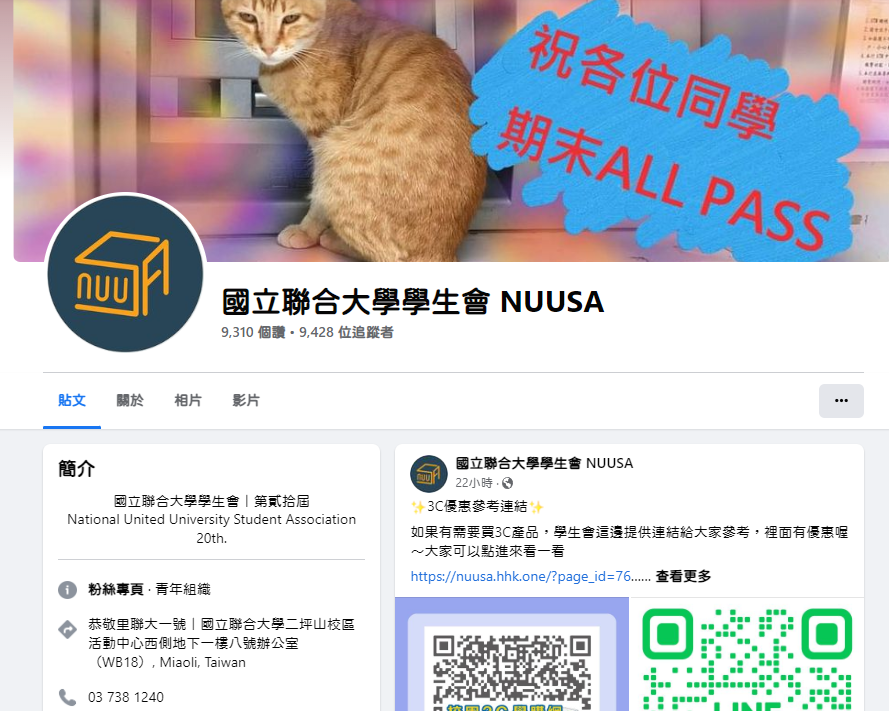 祝各位同學
期末ALL PASS
nuu
國立聯合大學學生會 NUUSA
9,310 個讚 • 9,428 位追蹤者
貼文 關於 相片 影片
簡介
國立聯合大學學生會｜第貳拾屆
National United University Student Association
20th.
粉絲專頁 · 青年組織
恭敬里聯大一號｜國立聯合大學二坪山校區
活動中心西側地下一樓八號辦公室
（WB18）, Miaoli, Taiwan
03 738 1240
國立聯合大學學生會 NUUSA
22小時 ·
✨3C優惠參考連結✨
如果有需要買3C產品，學生會這邊提供連結給大家參考，裡面有優惠喔
～大家可以點進來看一看
https://nuusa.hhk.one/?page_id=76...... 查看更多
LINE